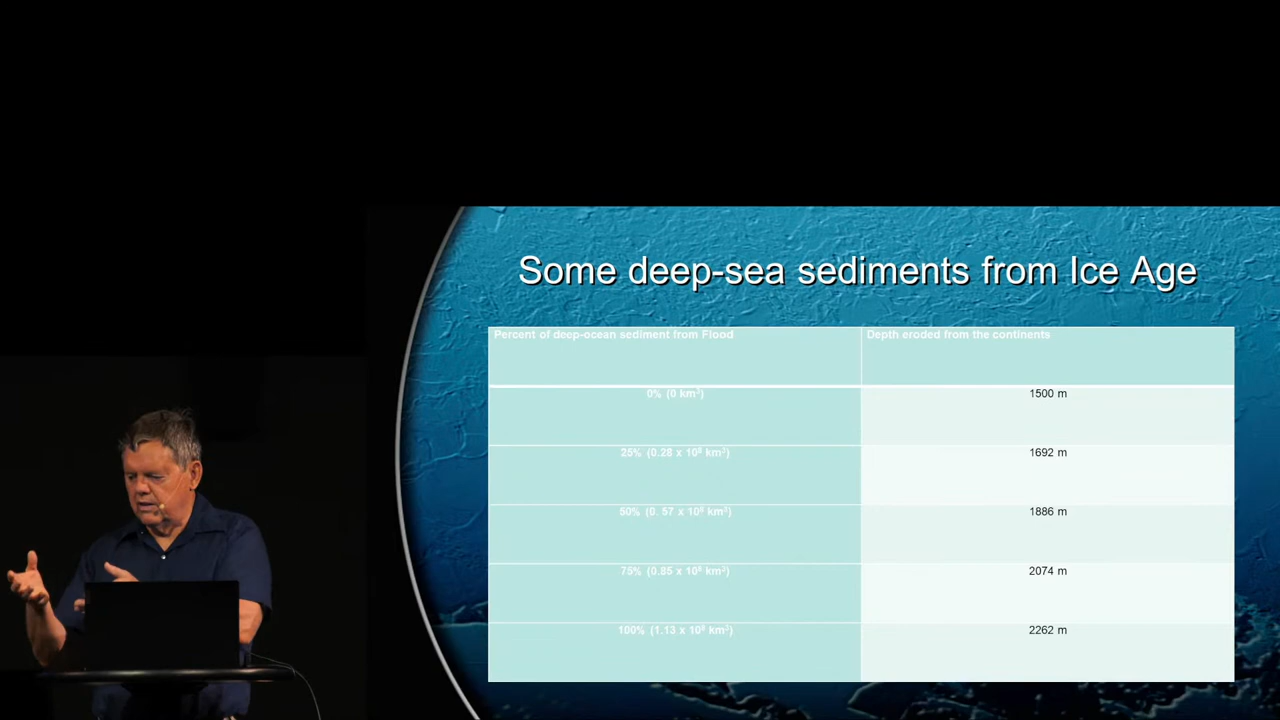 Some deep-sea sediments from Ice Age
Percent of deep-ocean sediment from Flood	Depth eroded from the continents
0% (0 km³)	1500 m
25% (0.28 x 10⁸ km³)	1692 m
50% (0. 57 x 10⁸ km³)	1886 m
75% (0.85 x 10⁸ km³)	2074 m
100% (1.13 x 10⁸ km³)	2262 m